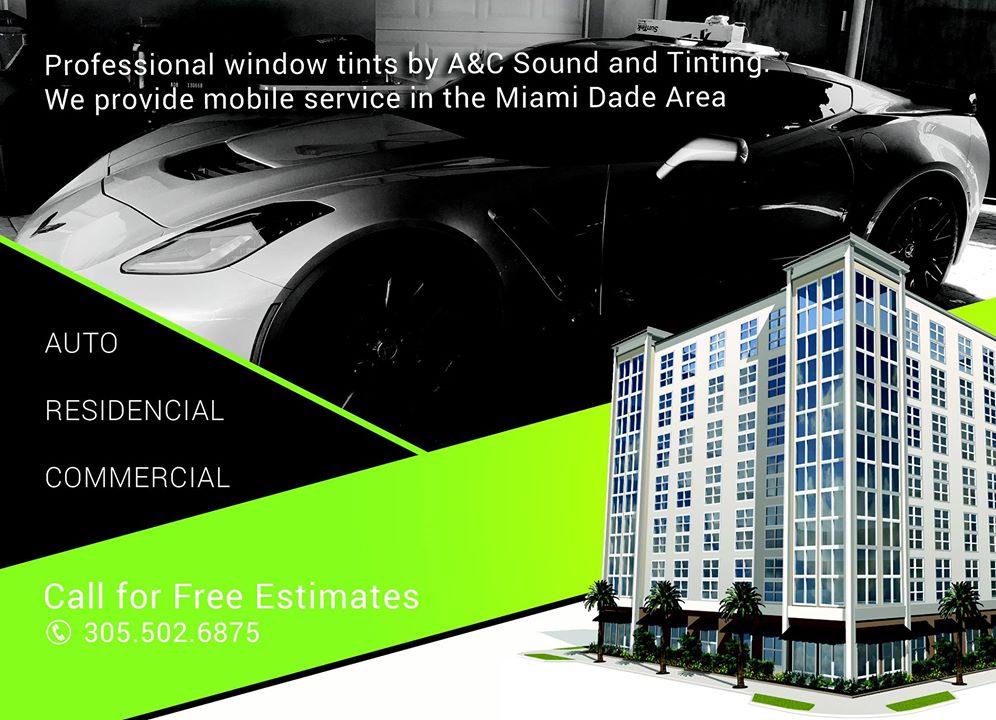 Professional window tints by A&C Sound and Tinting.
We provide mobile service in the Miami Dade Area
SunTek
AUTO
RESIDENCIAL
COMMERCIAL
Call for Free Estimates
305.502.6875